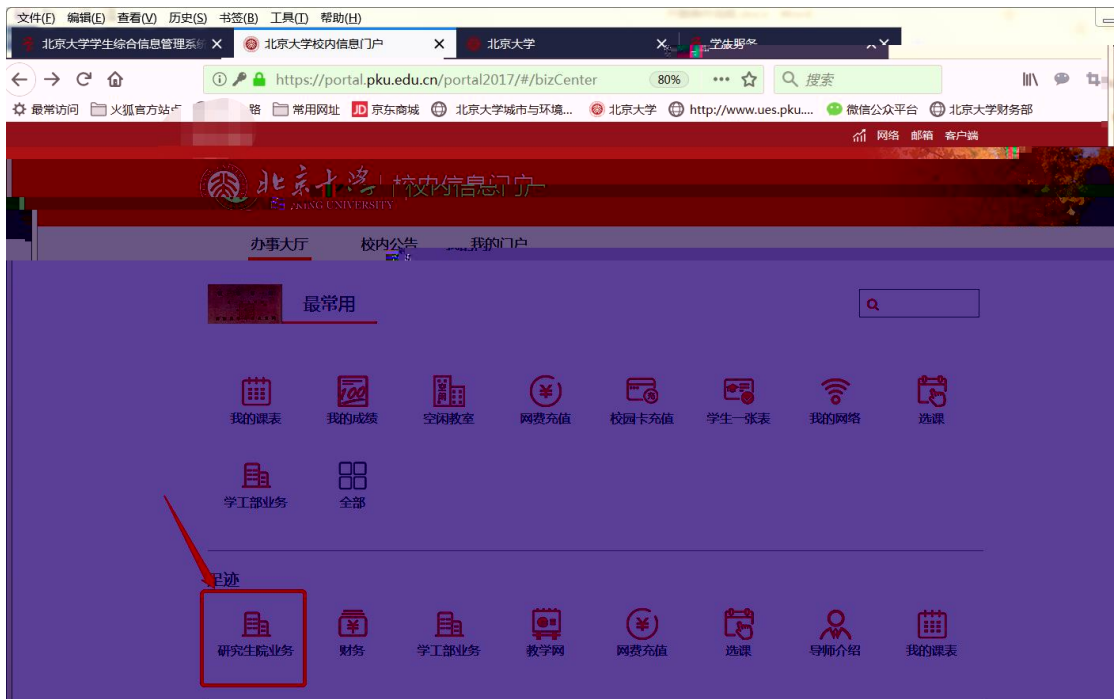 文件(F) 编辑(E) 查看(V) 历史(S) 书签(B) 工具(T) 帮助(H)
北京大学学生综合信息管理系统 北京大学校内信息门户 北京大学 学生服务
https://portal.pku.edu.cn/portal2017/#/bizCenter 80% 搜索
最常访问 火狐官方站点 路 常用网址 JD 京东商城 北京大学城市与环境... 北京大学 http://www.ues.pku.... 微信公众平台 北京大学财务部
网络 邮箱 客户端
北京大学 校内信息门户
PEKING UNIVERSITY
办事大厅 校内公告 我的门户
最常用
我的课表 我的成绩 空闲教室 网费充值 校园卡充值 学生一张表 我的网络 选课
学工部业务 全部
足迹
研究生院业务 财务 学工部业务 教学网 网费充值 选课 导师介绍 我的课表